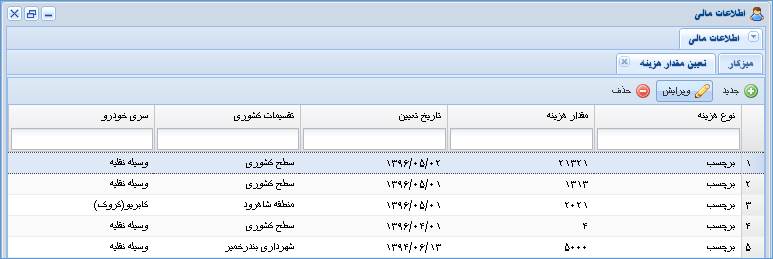 اطلاعات مالی
اطلاعات مالی
میزکار تعیین مقدار هزینه
جدید ویرایش حذف
نوع هزینه مقدار هزینه تاریخ تعیین تقسیمات کشوری سری خودرو
۱ برچسب ۲۱۳۲۱ ۱۳۹۶/۰۵/۰۲ سطح کشوری وسیله نقلیه
۲ برچسب ۱۳۱۳ ۱۳۹۶/۰۵/۰۱ سطح کشوری وسیله نقلیه
۳ برچسب ۲۰۲۱ ۱۳۹۶/۰۵/۰۱ منطقه شاهرود کابریو(کروک)
۴ برچسب ۴ ۱۳۹۶/۰۴/۰۱ سطح کشوری وسیله نقلیه
۵ برچسب ۵۰۰۰ ۱۳۹۴/۰۶/۱۳ شهرداری بندرخمیر وسیله نقلیه